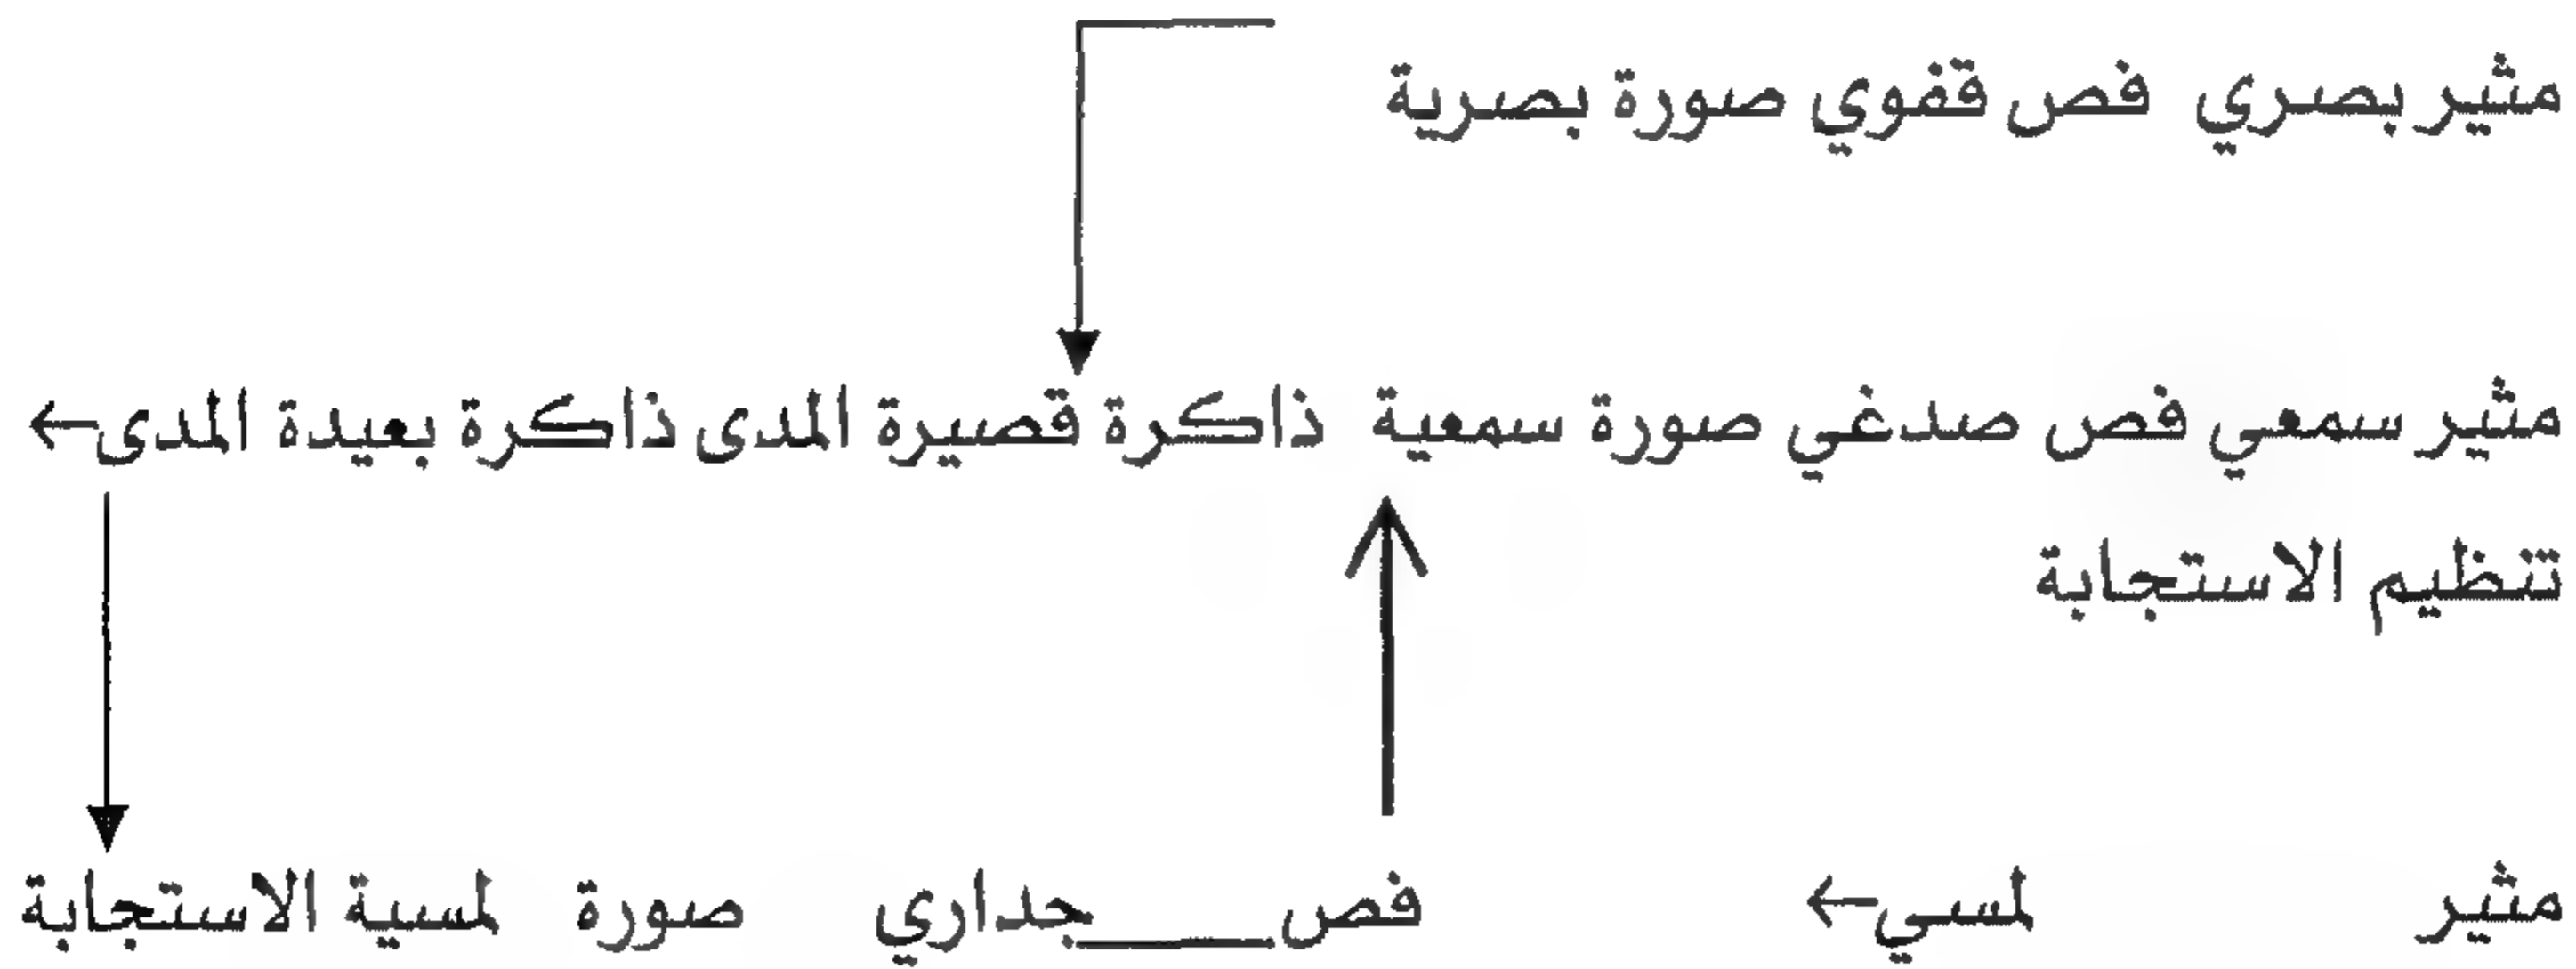 مثير بصري فص قفوي صورة بصرية
مثير سمعي فص صدغي صورة سمعية ذاكرة قصيرة المدى ذاكرة بعيدة المدى←
تنظيم الاستجابة
مثير لمسي← فص ـــــجداري صورة لمسية الاستجابة